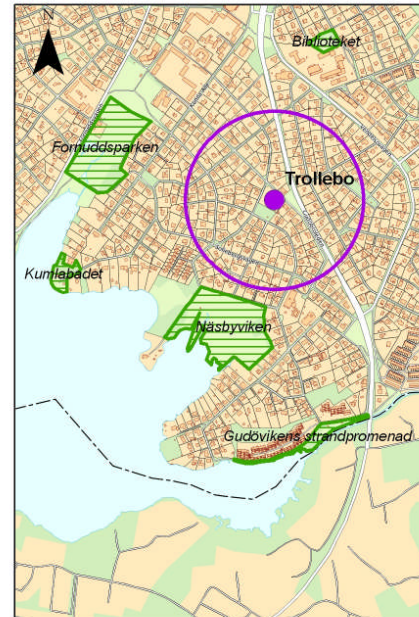 N
Biblioteket
Fornuddsparken
Trollebo
Kumlabadet
Näsbyviken
Gudövikens strandpromenad